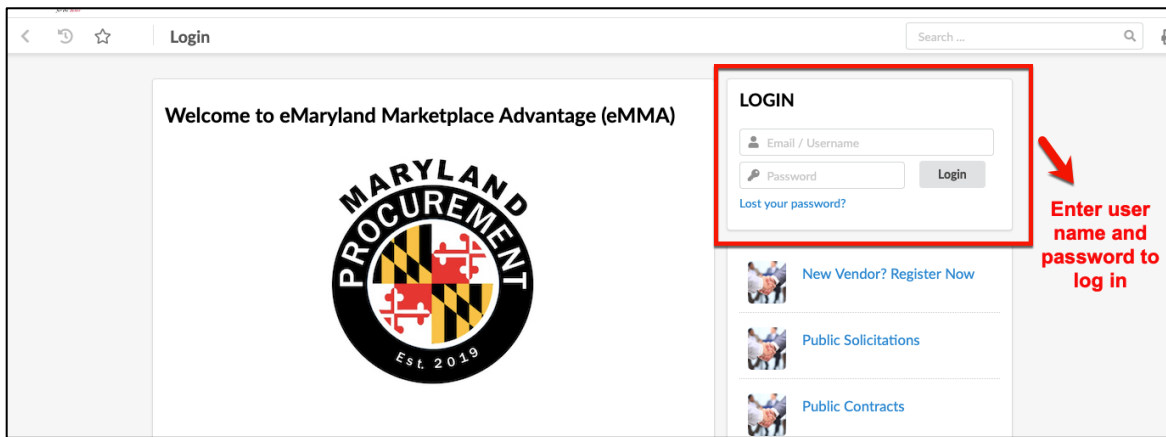 Login
Search ...
Welcome to eMaryland Marketplace Advantage (eMMA)
MARYLAND
PROCUREMENT
Est. 2019
LOGIN
Email / Username
Password
Login
Lost your password?
Enter user
name and
password to
log in
New Vendor? Register Now
Public Solicitations
Public Contracts